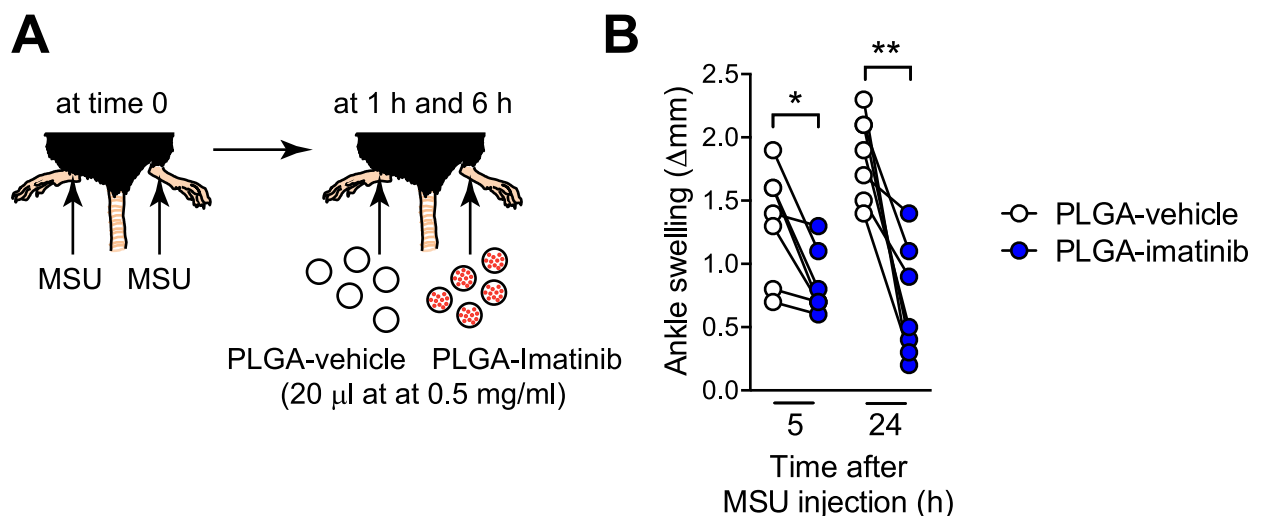 A
at time 0
at 1 h and 6 h
MSU MSU
PLGA-vehicle PLGA-Imatinib
(20 μl at at 0.5 mg/ml)
B
* **
2.5
2.0
1.5
1.0
0.5
0.0
Ankle swelling (Δmm)
5 24
Time after
MSU injection (h)
PLGA-vehicle
PLGA-imatinib